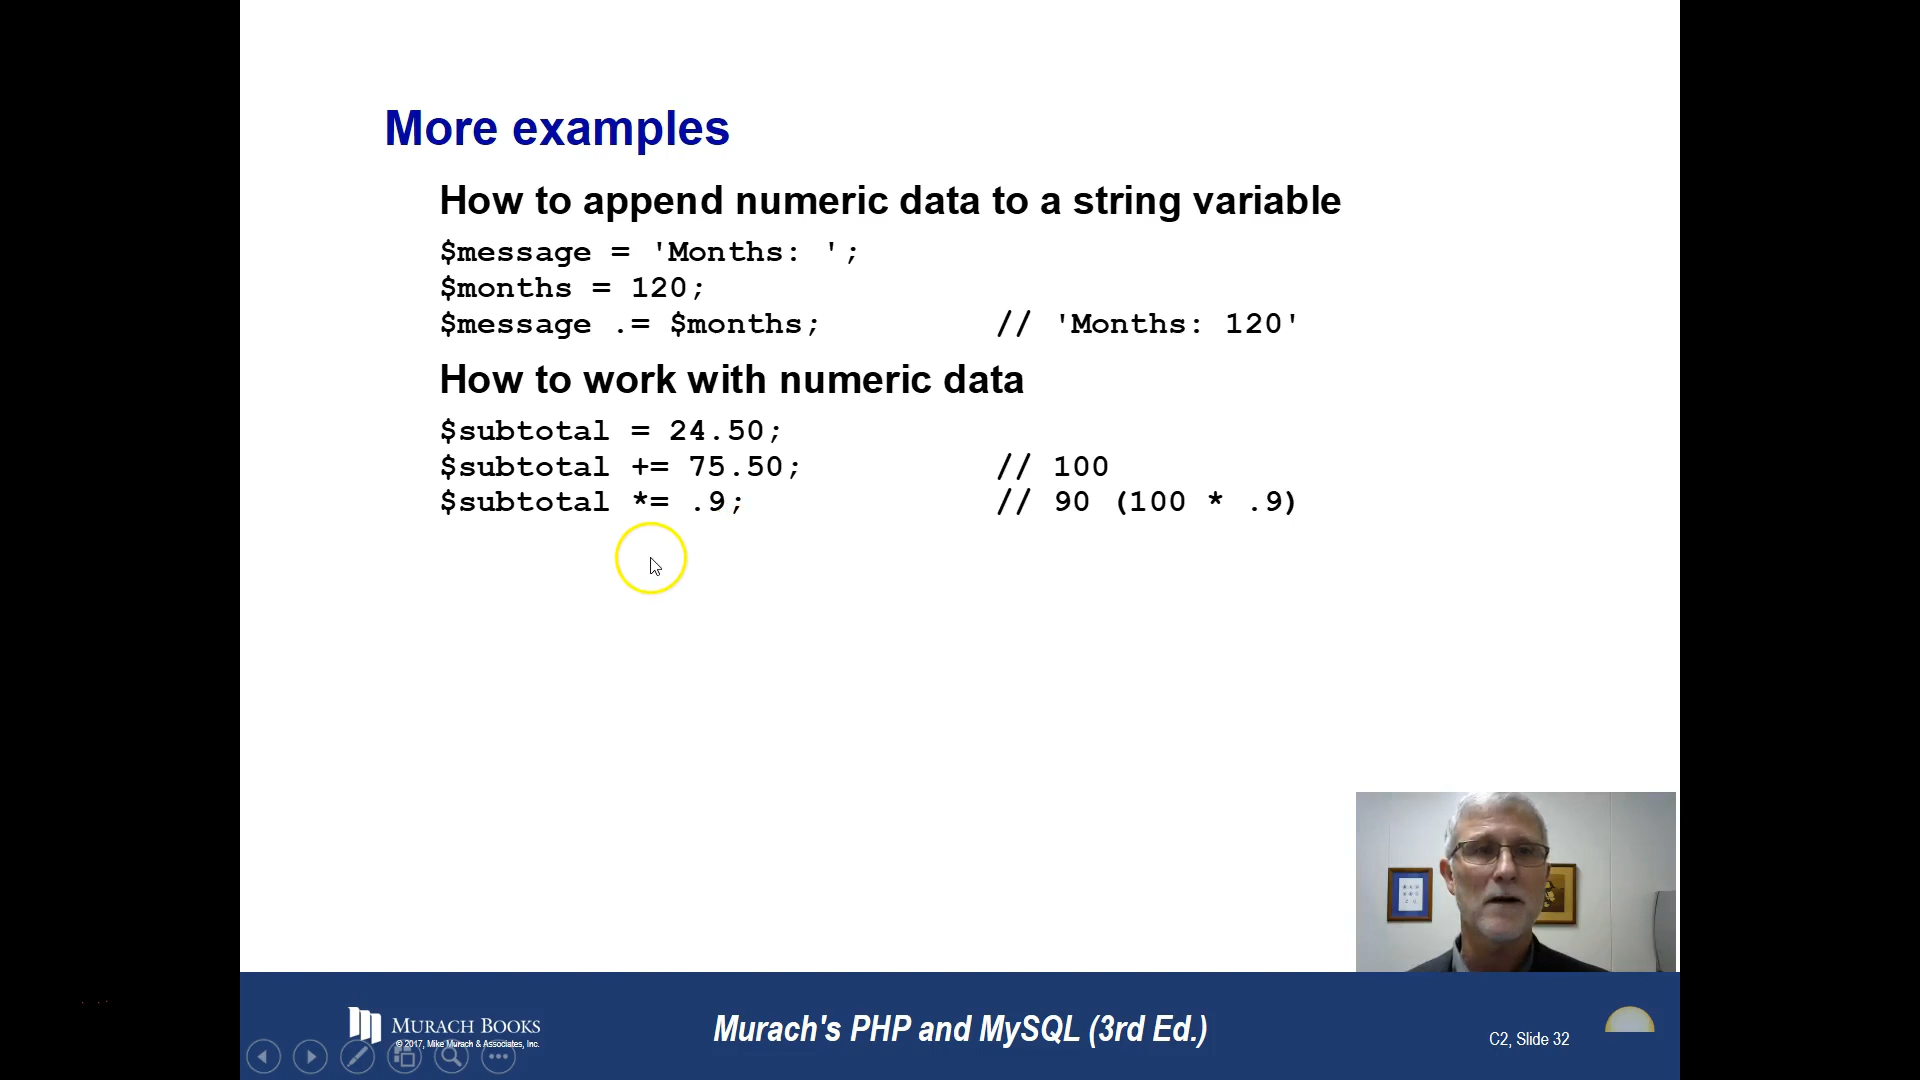 More examples
How to append numeric data to a string variable
$message = 'Months: ';
$months = 120;
$message .= $months; // 'Months: 120'
How to work with numeric data
$subtotal = 24.50;
$subtotal += 75.50; // 100
$subtotal *= .9; // 90 (100 * .9)
MURACH BOOKS
© 2017, Mike Murach & Associates, Inc.
Murach's PHP and MySQL (3rd Ed.)
C2, Slide 32